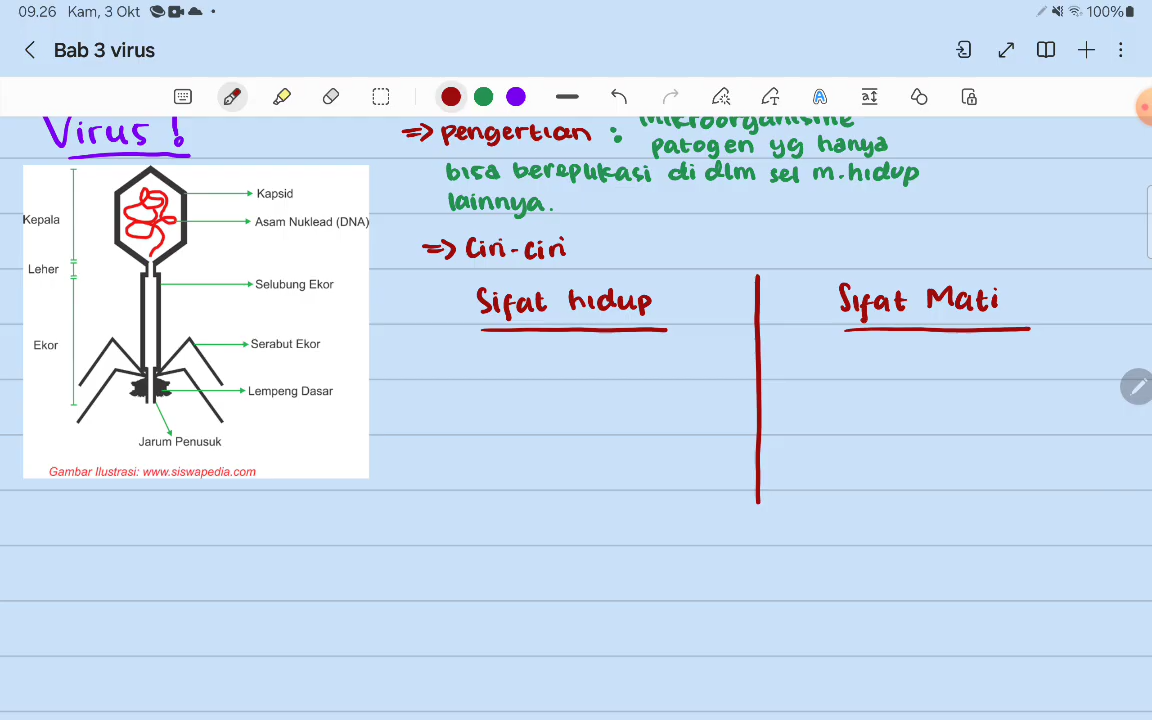 09.26 Kam, 3 Okt
100%
Bab 3 virus
Virus !
=> pengertian : mikroorganisme
patogen yg hanya
bisa bereplikasi di dlm sel m.hidup
lainnya.
=> Ciri-ciri
Sifat hidup
Sifat Mati
Kepala
Leher
Ekor
Kapsid
Asam Nuklead (DNA)
Selubung Ekor
Serabut Ekor
Lempeng Dasar
Jarum Penusuk
Gambar Ilustrasi: www.siswapedia.com